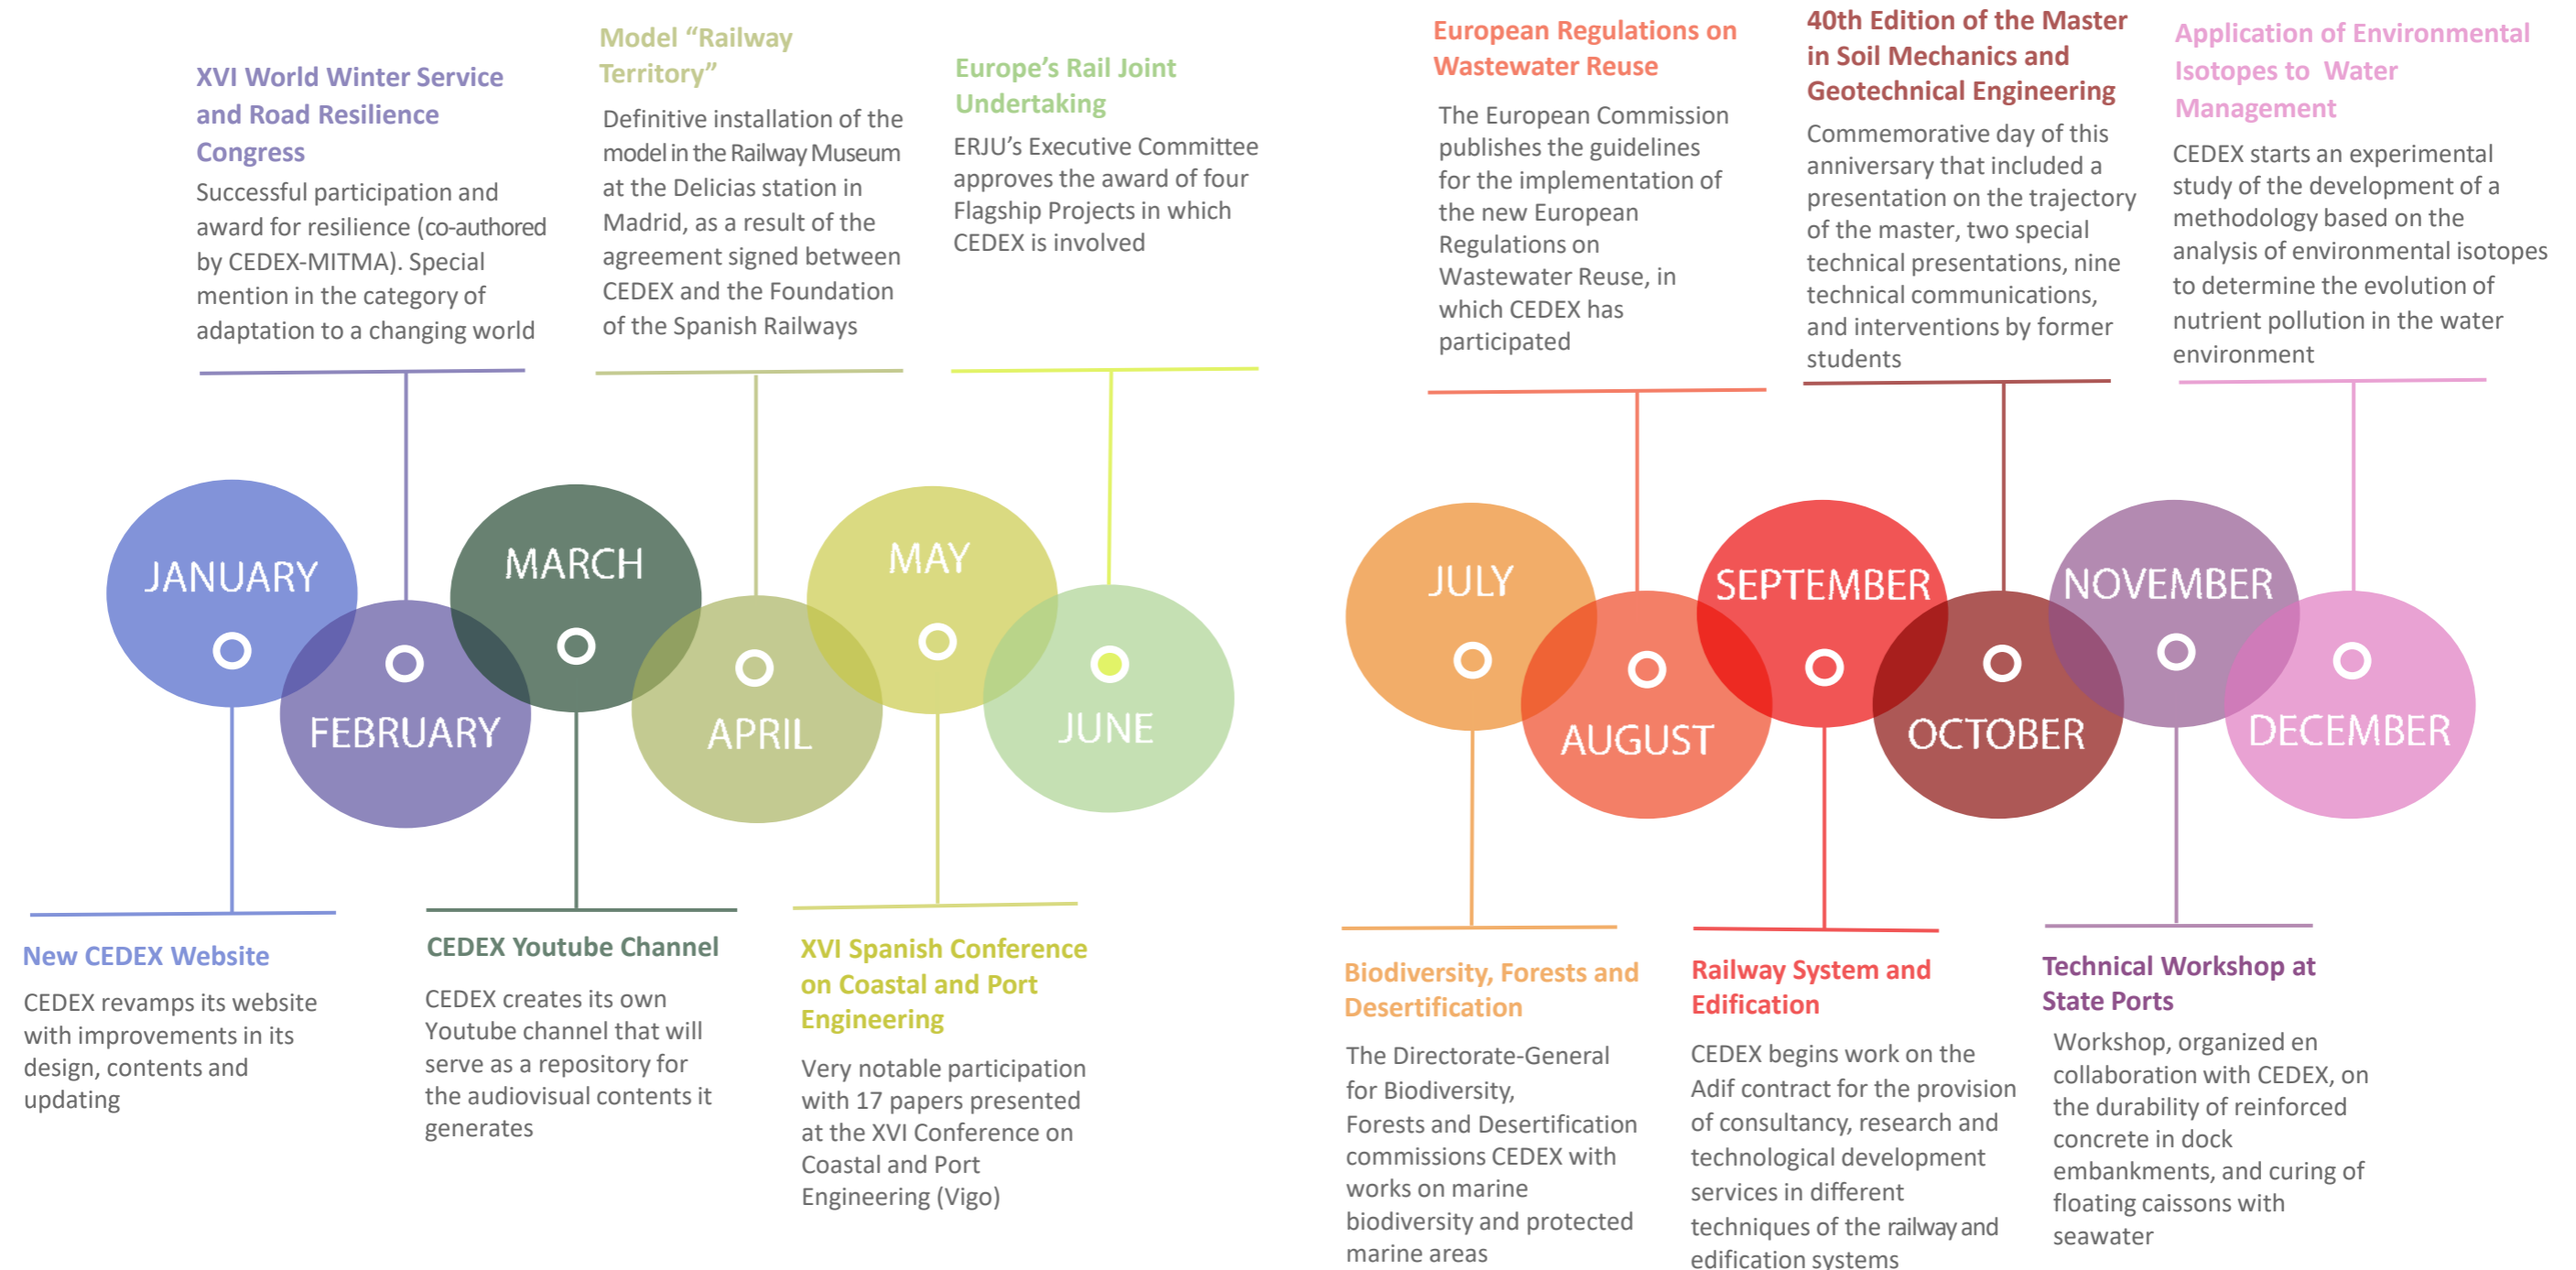 XVI World Winter Service
and Road Resilience
Congress
Successful participation and
award for resilience (co-authored
by CEDEX-MITMA). Special
mention in the category of
adaptation to a changing world
Model “Railway
Territory”
Definitive installation of the
model in the Railway Museum
at the Delicias station in
Madrid, as a result of the
agreement signed between
CEDEX and the Foundation
of the Spanish Railways
Europe’s Rail Joint
Undertaking
ERJU’s Executive Committee
approves the award of four
Flagship Projects in which
CEDEX is involved
European Regulations on
Wastewater Reuse
The European Commission
publishes the guidelines
for the implementation of
the new European
Regulations on
Wastewater Reuse, in
which CEDEX has
participated
40th Edition of the Master
in Soil Mechanics and
Geotechnical Engineering
Commemorative day of this
anniversary that included a
presentation on the trajectory
of the master, two special
technical presentations, nine
technical communications,
and interventions by former
students
Application of Environmental
Isotopes to Water
Management
CEDEX starts an experimental
study of the development of a
methodology based on the
analysis of environmental isotopes
to determine the evolution of
nutrient pollution in the water
environment
JANUARY
FEBRUARY
MARCH
APRIL
MAY
JUNE
JULY
AUGUST
SEPTEMBER
OCTOBER
NOVEMBER
DECEMBER
New CEDEX Website
CEDEX revamps its website
with improvements in its
design, contents and
updating
CEDEX Youtube Channel
CEDEX creates its own
Youtube channel that will
serve as a repository for
the audiovisual contents it
generates
XVI Spanish Conference
on Coastal and Port
Engineering
Very notable participation
with 17 papers presented
at the XVI Conference on
Coastal and Port
Engineering (Vigo)
Biodiversity, Forests and
Desertification
The Directorate-General
for Biodiversity,
Forests and Desertification
commissions CEDEX with
works on marine
biodiversity and protected
marine areas
Railway System and
Edification
CEDEX begins work on the
Adif contract for the provision
of consultancy, research and
technological development
services in different
techniques of the railway and
edification systems
Technical Workshop at
State Ports
Workshop, organized en
collaboration with CEDEX, on
the durability of reinforced
concrete in dock
embankments, and curing of
floating caissons with
seawater